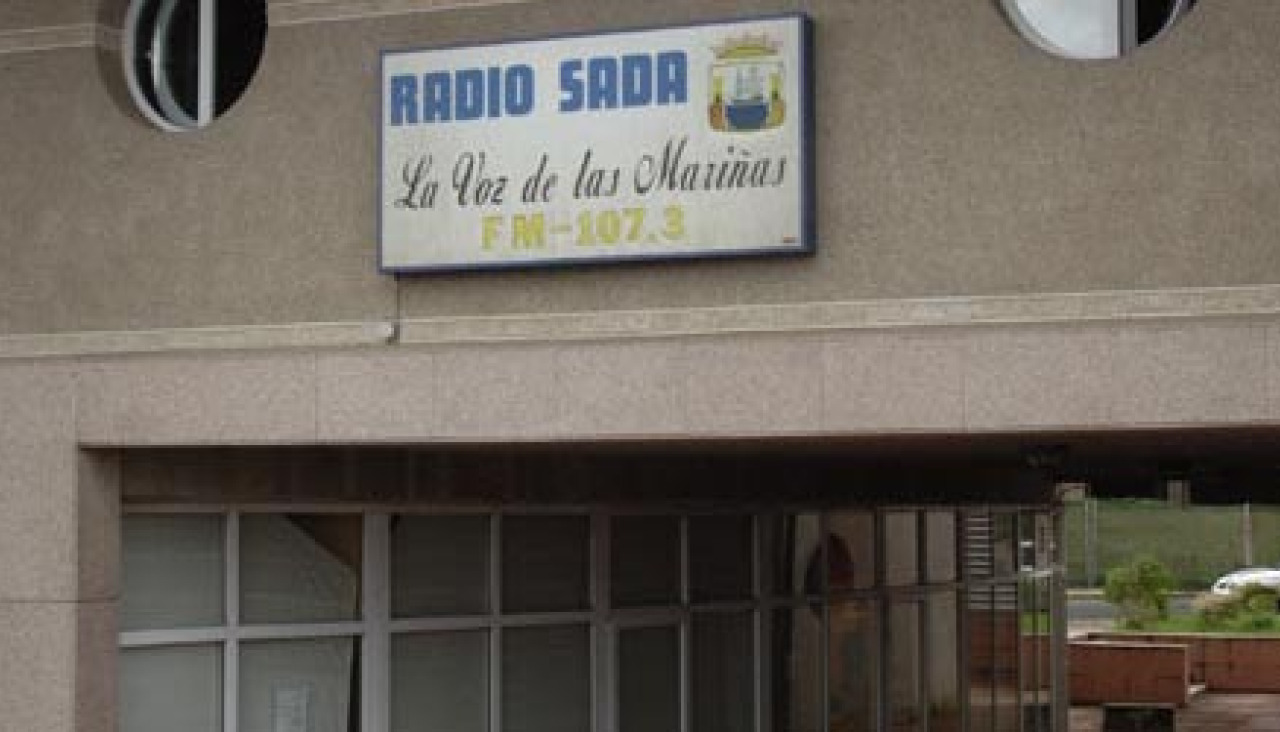 RADIO SADA
La Voz de las Mariñas
FM-107.3